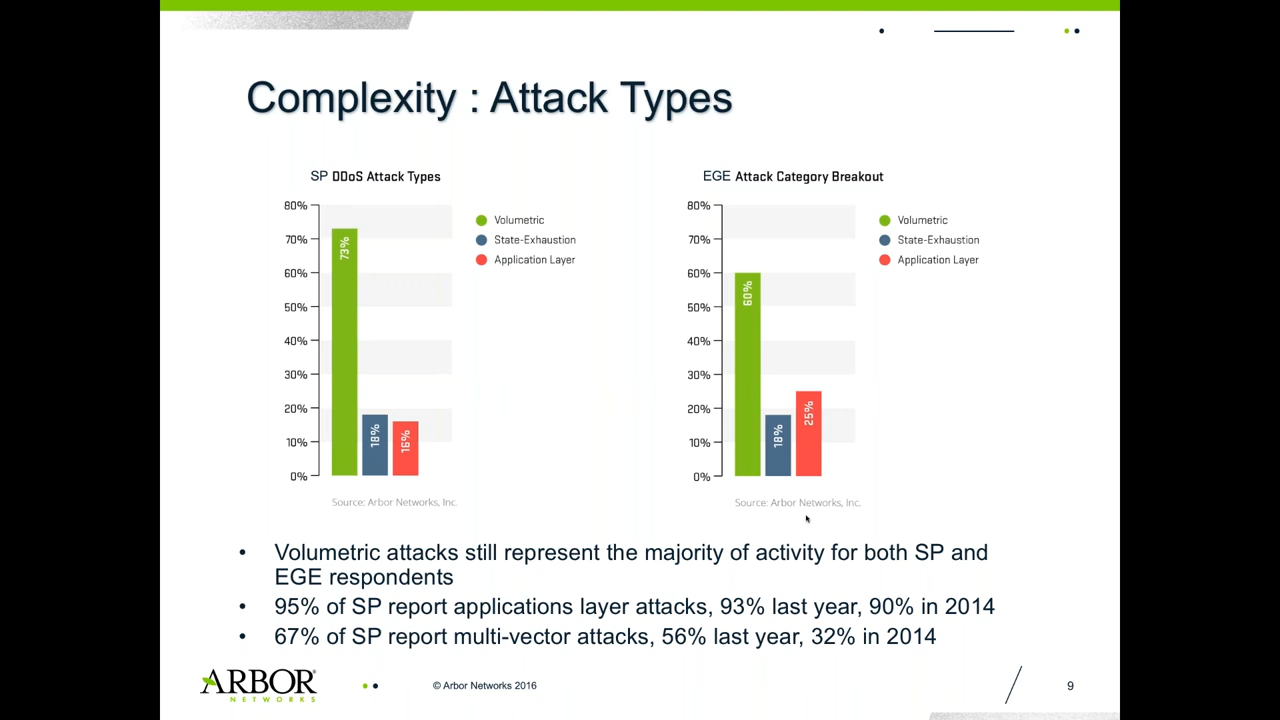 Complexity : Attack Types
SP DDoS Attack Types
80%
70%
60%
50%
40%
30%
20%
10%
0%
73%
18%
16%
Volumetric
State-Exhaustion
Application Layer
Source: Arbor Networks, Inc.
EGE Attack Category Breakout
80%
70%
60%
50%
40%
30%
20%
10%
0%
60%
18%
25%
Volumetric
State-Exhaustion
Application Layer
Source: Arbor Networks, Inc.
• Volumetric attacks still represent the majority of activity for both SP and
EGE respondents
• 95% of SP report applications layer attacks, 93% last year, 90% in 2014
• 67% of SP report multi-vector attacks, 56% last year, 32% in 2014
ARBOR
NETWORKS
© Arbor Networks 2016
9